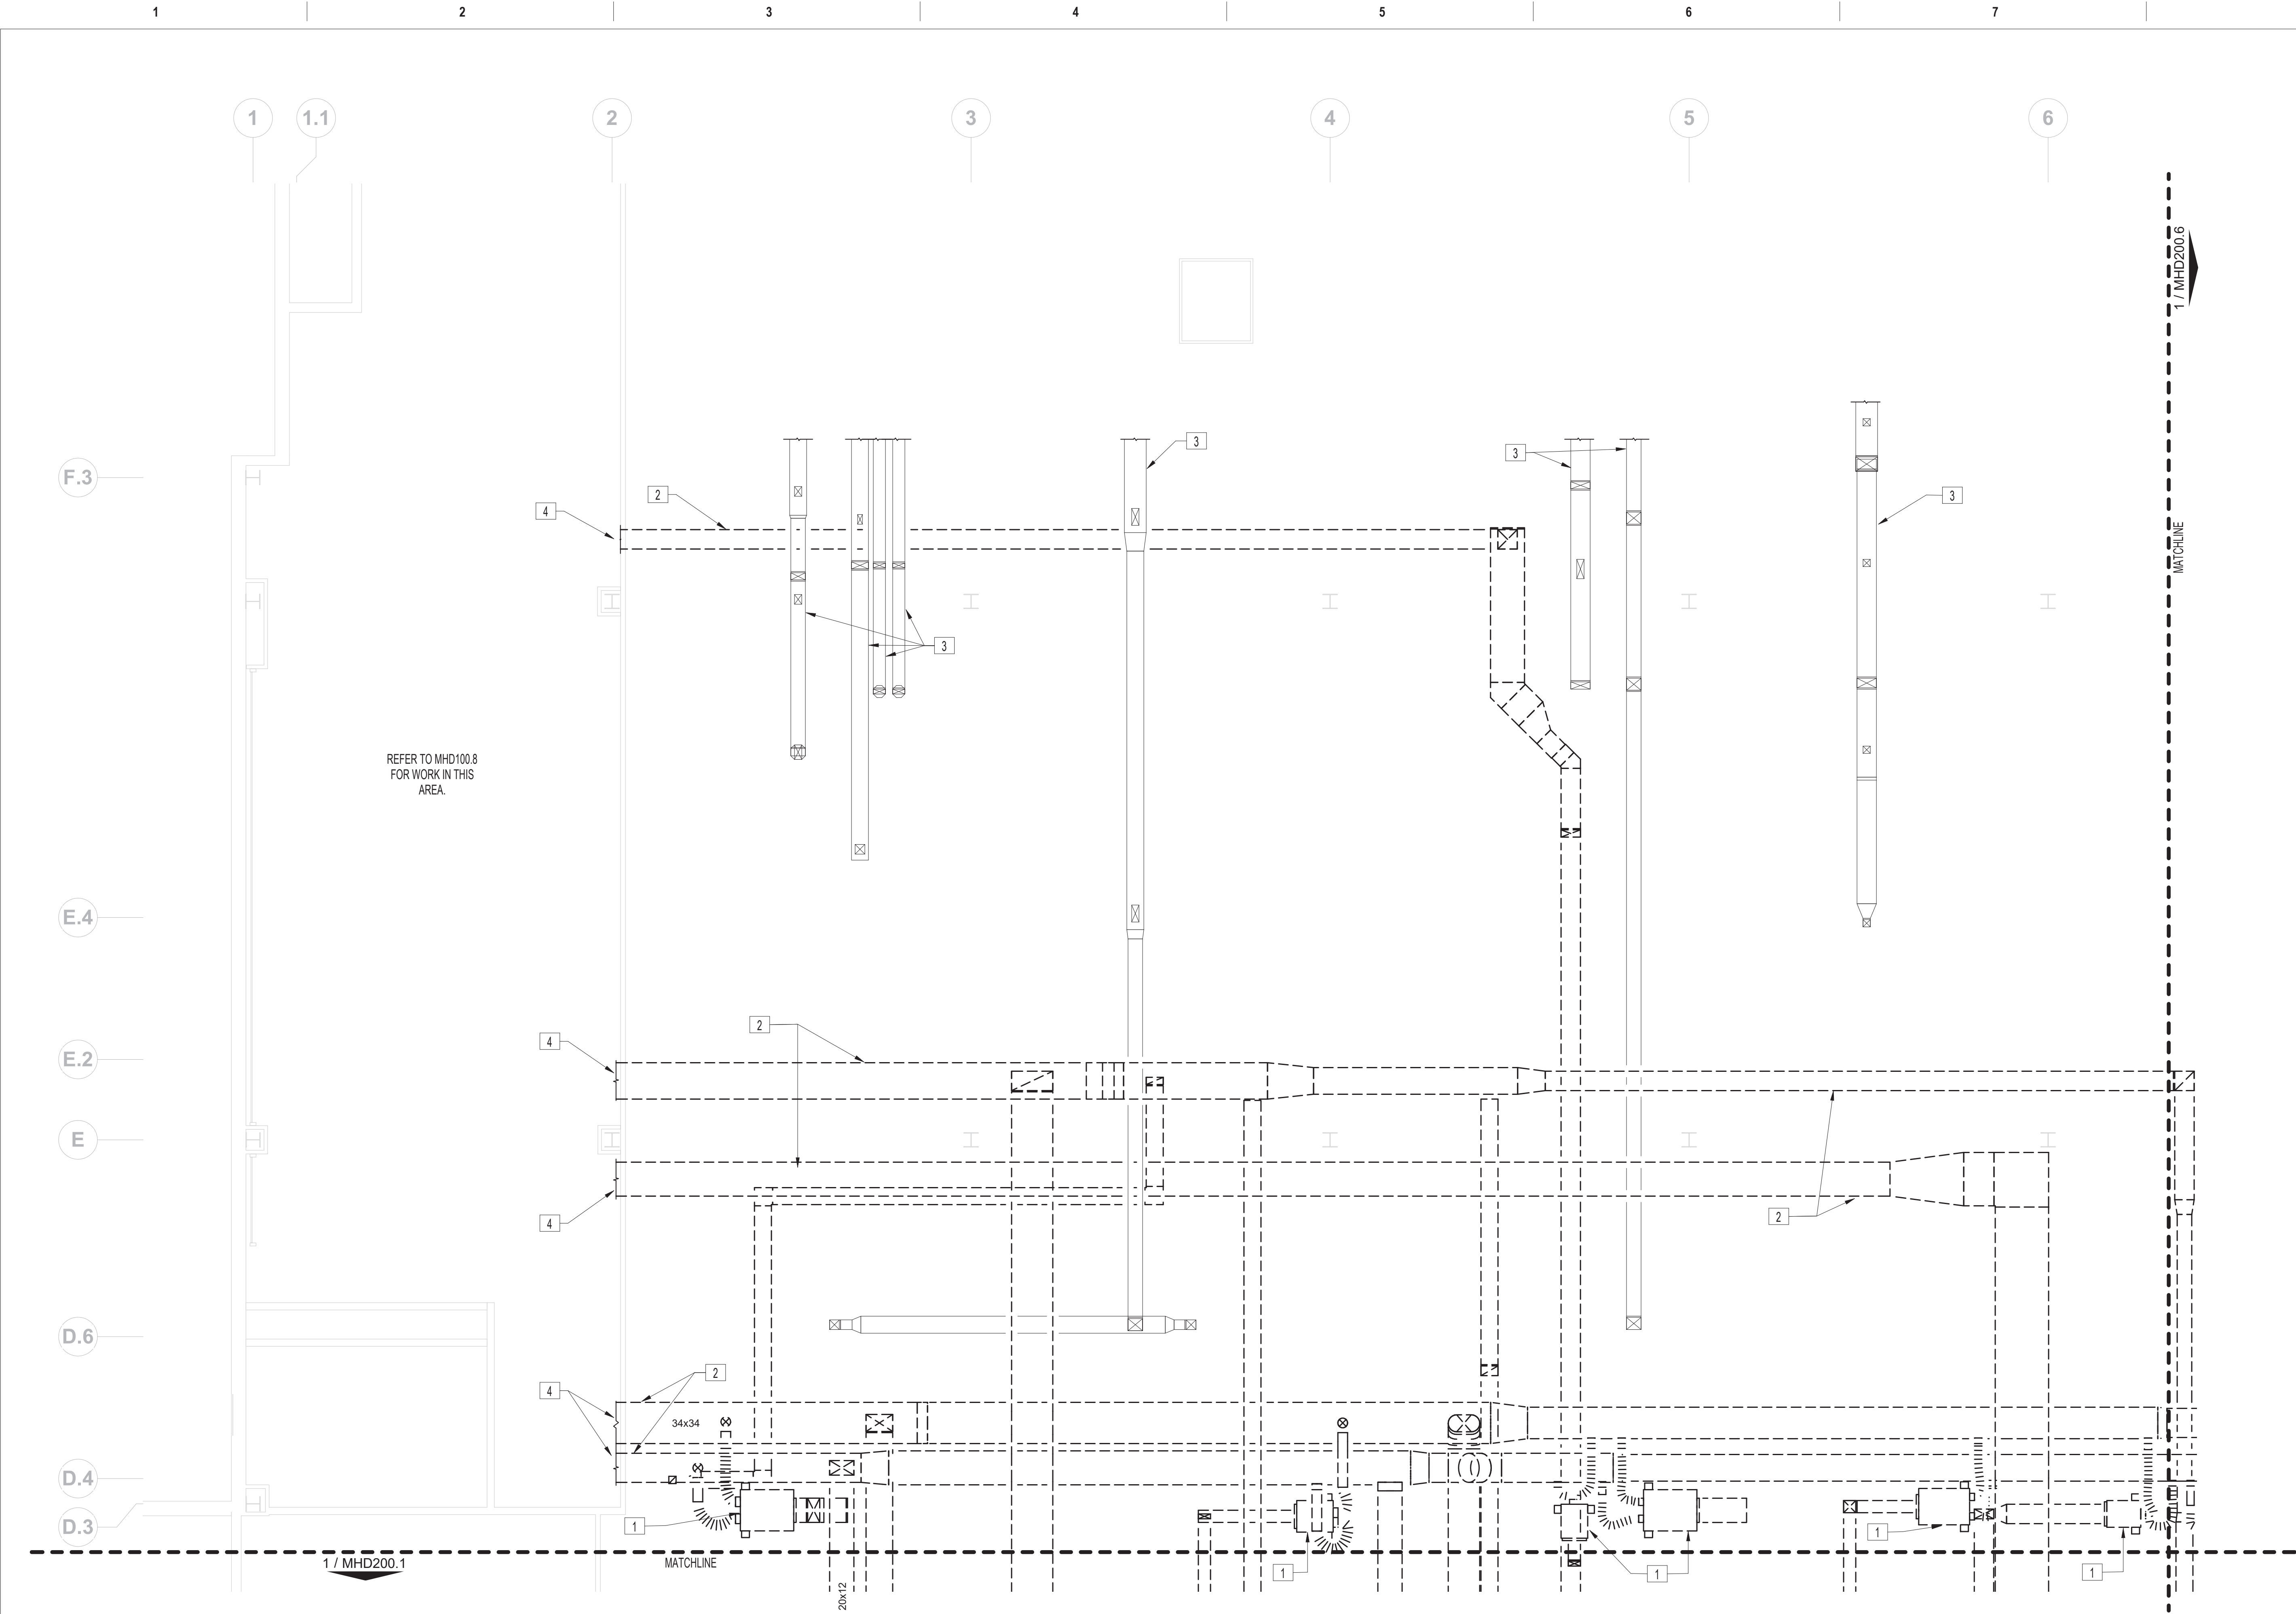 1 2 3 4 5 6 7
1 1.1 2 3 4 5 6
1 / MHD200.6
3
3
F.3
2
3
4
MATCHLINE
3
REFER TO MHD100.8
FOR WORK IN THIS
AREA.
E.4
2
4
E.2
E
2
4
D.6
2
4
34x34
D.4
D.3
1
1
1 / MHD200.1
MATCHLINE
1
1
1
20x12